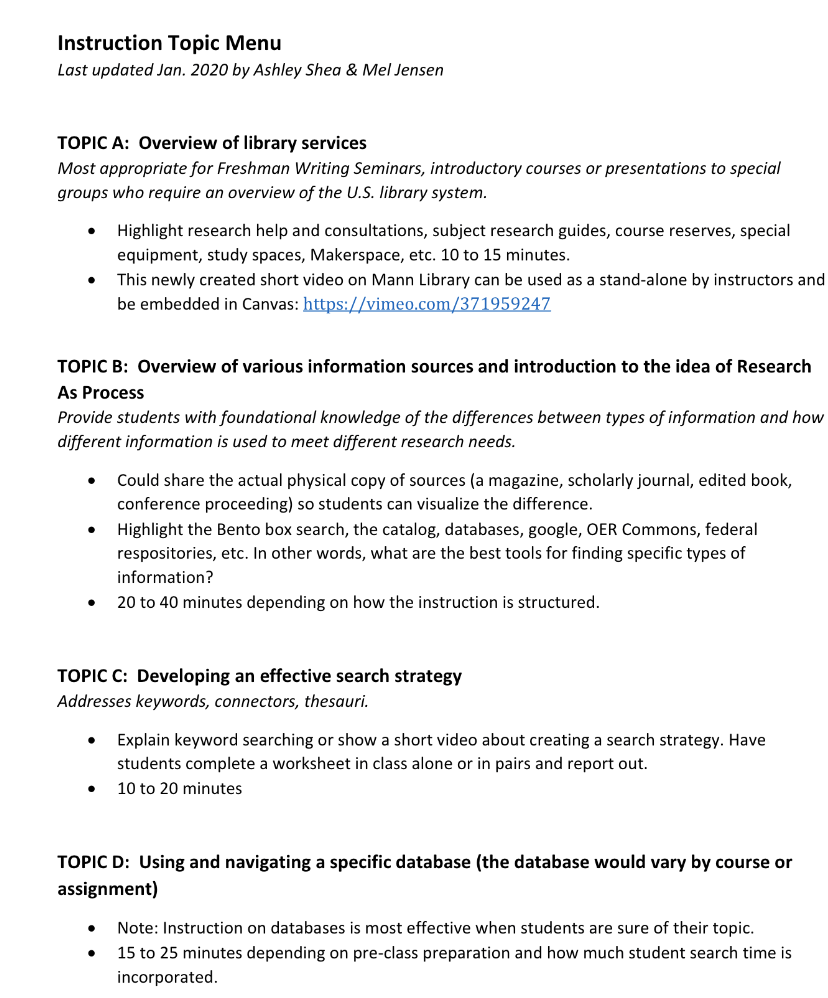 Instruction Topic Menu
Last updated Jan. 2020 by Ashley Shea & Mel Jensen
TOPIC A:  Overview of library services
Most appropriate for Freshman Writing Seminars, introductory courses or presentations to special
groups who require an overview of the U.S. library system.
• Highlight research help and consultations, subject research guides, course reserves, special
equipment, study spaces, Makerspace, etc. 10 to 15 minutes.
• This newly created short video on Mann Library can be used as a stand-alone by instructors and
be embedded in Canvas: https://vimeo.com/371959247
TOPIC B:  Overview of various information sources and introduction to the idea of Research
As Process
Provide students with foundational knowledge of the differences between types of information and how
different information is used to meet different research needs.
• Could share the actual physical copy of sources (a magazine, scholarly journal, edited book,
conference proceeding) so students can visualize the difference.
• Highlight the Bento box search, the catalog, databases, google, OER Commons, federal
respositories, etc. In other words, what are the best tools for finding specific types of
information?
• 20 to 40 minutes depending on how the instruction is structured.
TOPIC C:  Developing an effective search strategy
Addresses keywords, connectors, thesauri.
• Explain keyword searching or show a short video about creating a search strategy. Have
students complete a worksheet in class alone or in pairs and report out.
• 10 to 20 minutes
TOPIC D:  Using and navigating a specific database (the database would vary by course or
assignment)
• Note: Instruction on databases is most effective when students are sure of their topic.
• 15 to 25 minutes depending on pre-class preparation and how much student search time is
incorporated.